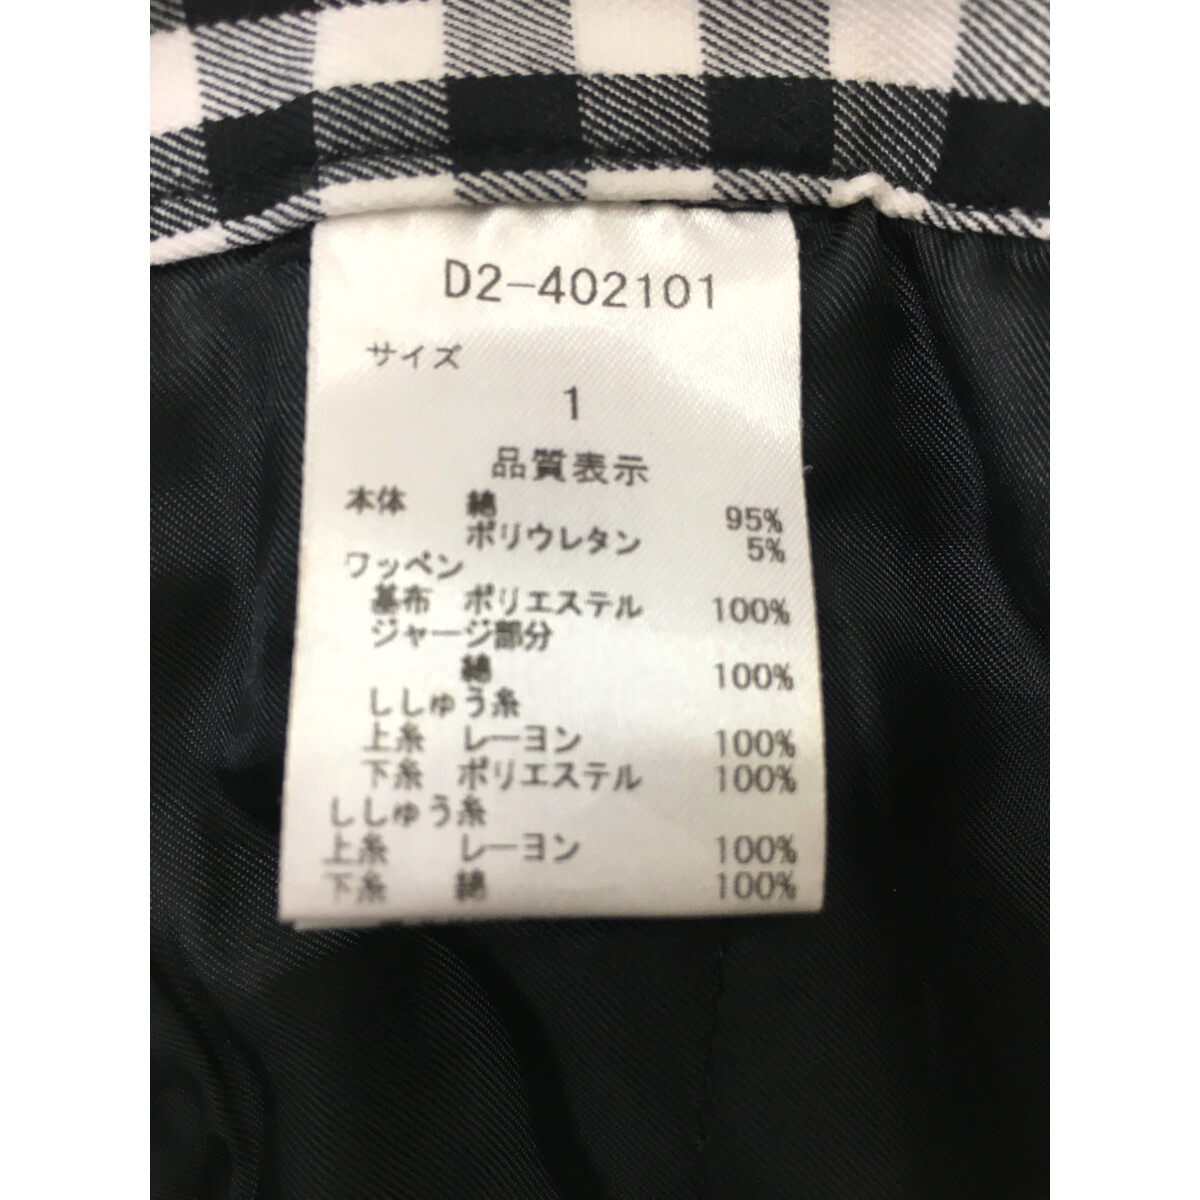 D2-402101
サイズ
1
品質表示
本体 綿 95%
ポリウレタン 5%
ワッペン
基布 ポリエステル 100%
ジャージ部分
綿 100%
ししゅう糸
上糸 レーヨン 100%
下糸 ポリエステル 100%
ししゅう糸
上糸 レーヨン 100%
下糸 綿 100%